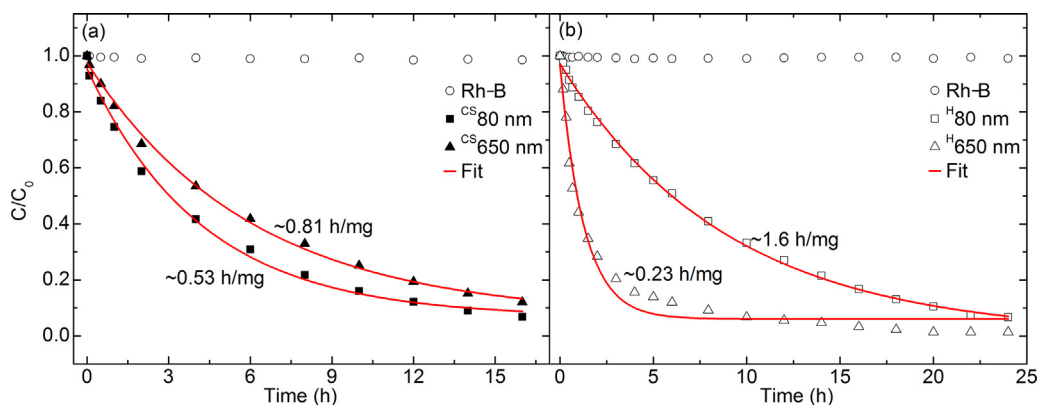 (a)
(b)
1.0
0.8
0.6
0.4
0.2
0.0
C/C₀
Rh-B
ᶜˢ80 nm
ᶜˢ650 nm
Fit
~0.81 h/mg
~0.53 h/mg
Rh-B
ᴴ80 nm
ᴴ650 nm
Fit
~1.6 h/mg
~0.23 h/mg
0 3 6 9 12 15
0 5 10 15 20 25
Time (h)
Time (h)